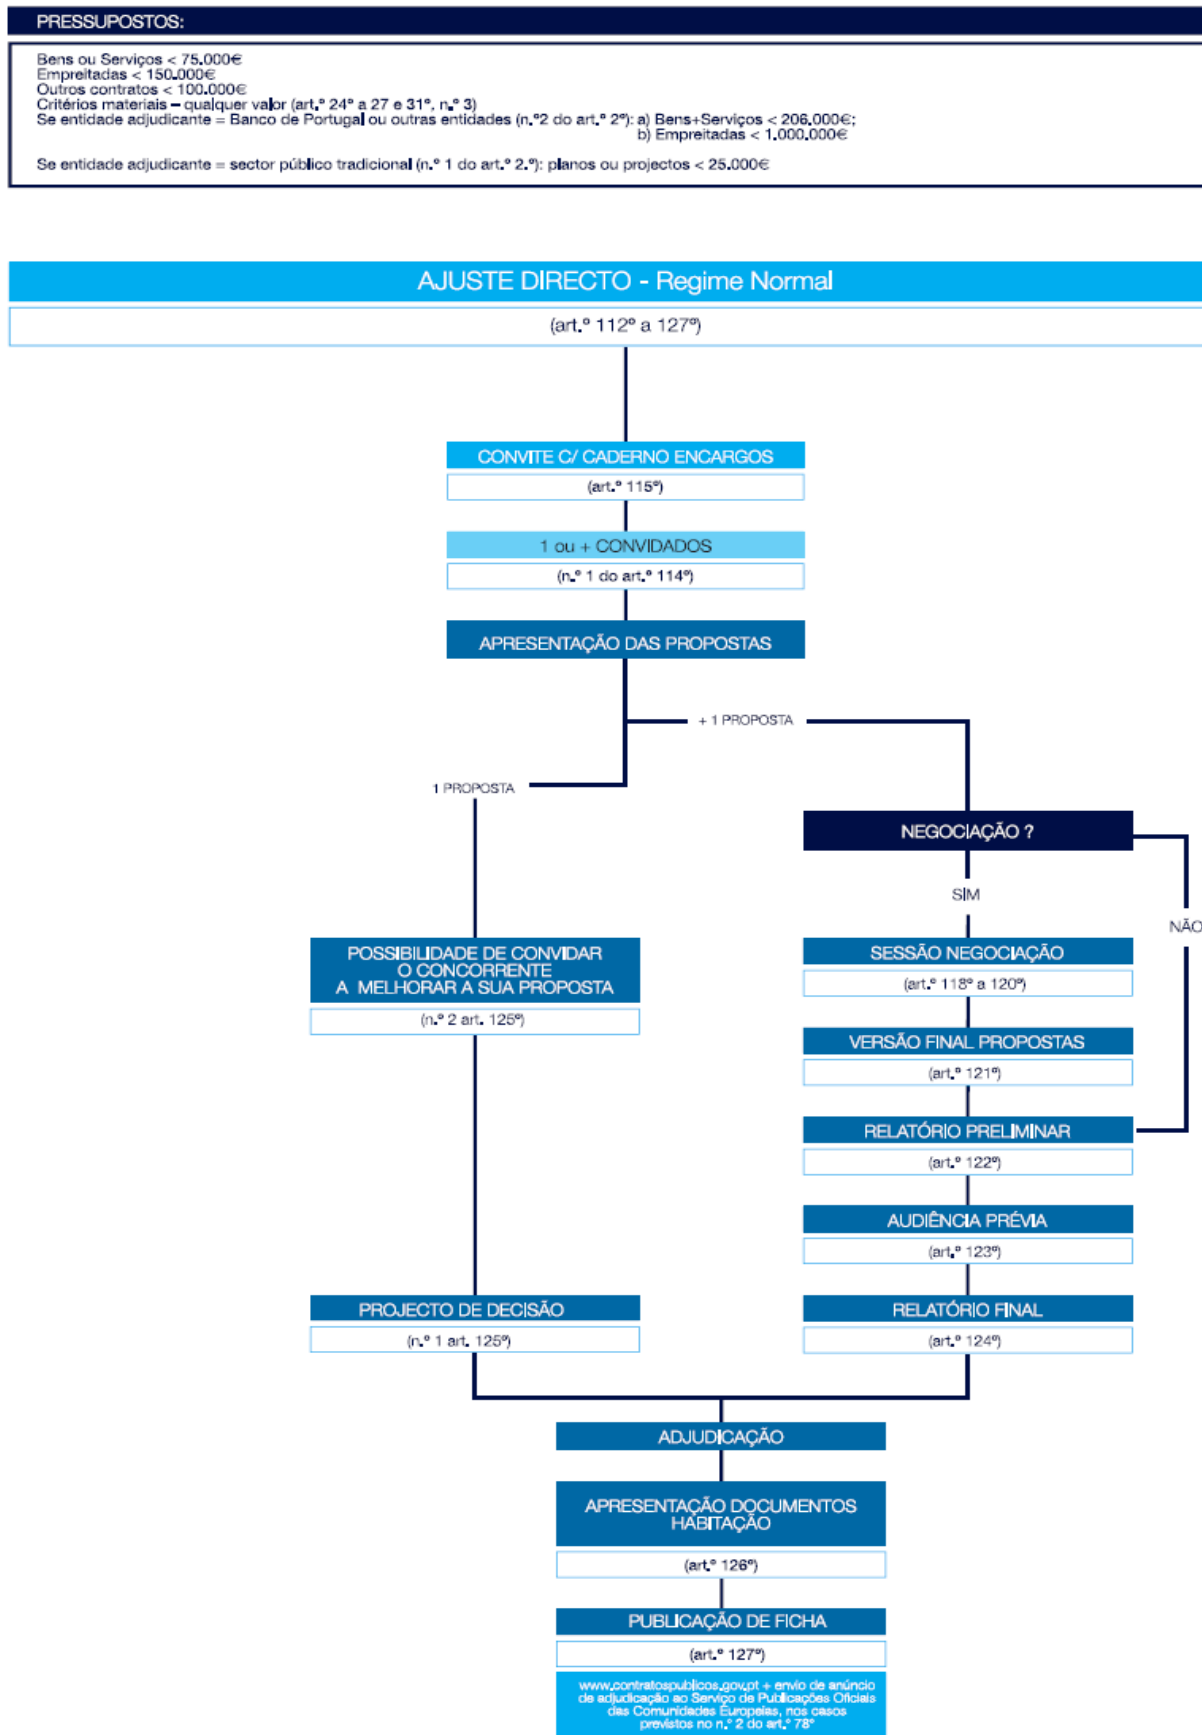 PRESSUPOSTOS:
Bens ou Serviços < 75.000€
Empreitadas < 150.000€
Outros contratos < 100.000€
Critérios materiais – qualquer valor (art.º 24º a 27 e 31º, n.º 3)
Se entidade adjudicante = Banco de Portugal ou outras entidades (n.º2 do art.º 2º): a) Bens+Serviços < 206.000€;
b) Empreitadas < 1.000.000€
Se entidade adjudicante = sector público tradicional (n.º 1 do art.º 2.º): planos ou projectos < 25.000€
AJUSTE DIRECTO - Regime Normal
(art.º 112º a 127º)
CONVITE C/ CADERNO ENCARGOS
(art.º 115º)
1 ou + CONVIDADOS
(n.º 1 do art.º 114º)
APRESENTAÇÃO DAS PROPOSTAS
+ 1 PROPOSTA
1 PROPOSTA
NEGOCIAÇÃO ?
SIM
NÃO
POSSIBILIDADE DE CONVIDAR
O CONCORRENTE
A MELHORAR A SUA PROPOSTA
(n.º 2 art. 125º)
SESSÃO NEGOCIAÇÃO
(art.º 118º a 120º)
VERSÃO FINAL PROPOSTAS
(art.º 121º)
RELATÓRIO PRELIMINAR
(art.º 122º)
AUDIÊNCIA PRÉVIA
(art.º 123º)
PROJECTO DE DECISÃO
(n.º 1 art. 125º)
RELATÓRIO FINAL
(art.º 124º)
ADJUDICAÇÃO
APRESENTAÇÃO DOCUMENTOS
HABITAÇÃO
(art.º 126º)
PUBLICAÇÃO DE FICHA
(art.º 127º)
www.contratospublicos.gov.pt + envio de anúncio
de adjudicação ao Serviço de Publicações Oficiais
das Comunidades Europeias, nos casos
previstos no n.º 2 do art.º 78º